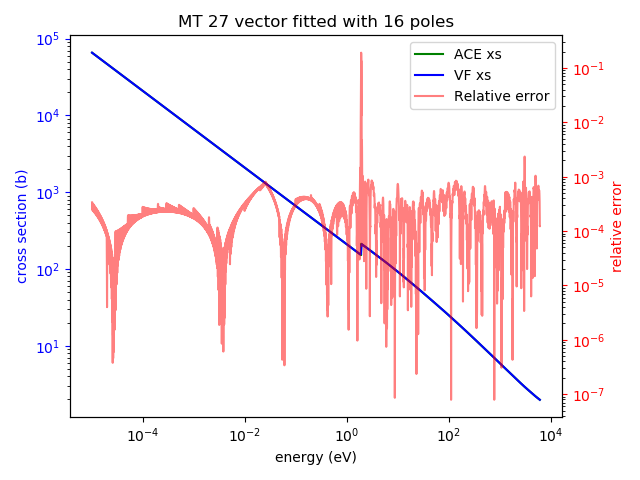 MT 27 vector fitted with 16 poles
ACE xs
VF xs
Relative error
cross section (b)
10^5
10^4
10^3
10^2
10^1
10^-1
10^-2
10^-3
10^-4
10^-5
10^-6
10^-7
relative error
10^-4
10^-2
10^0
10^2
10^4
energy (eV)